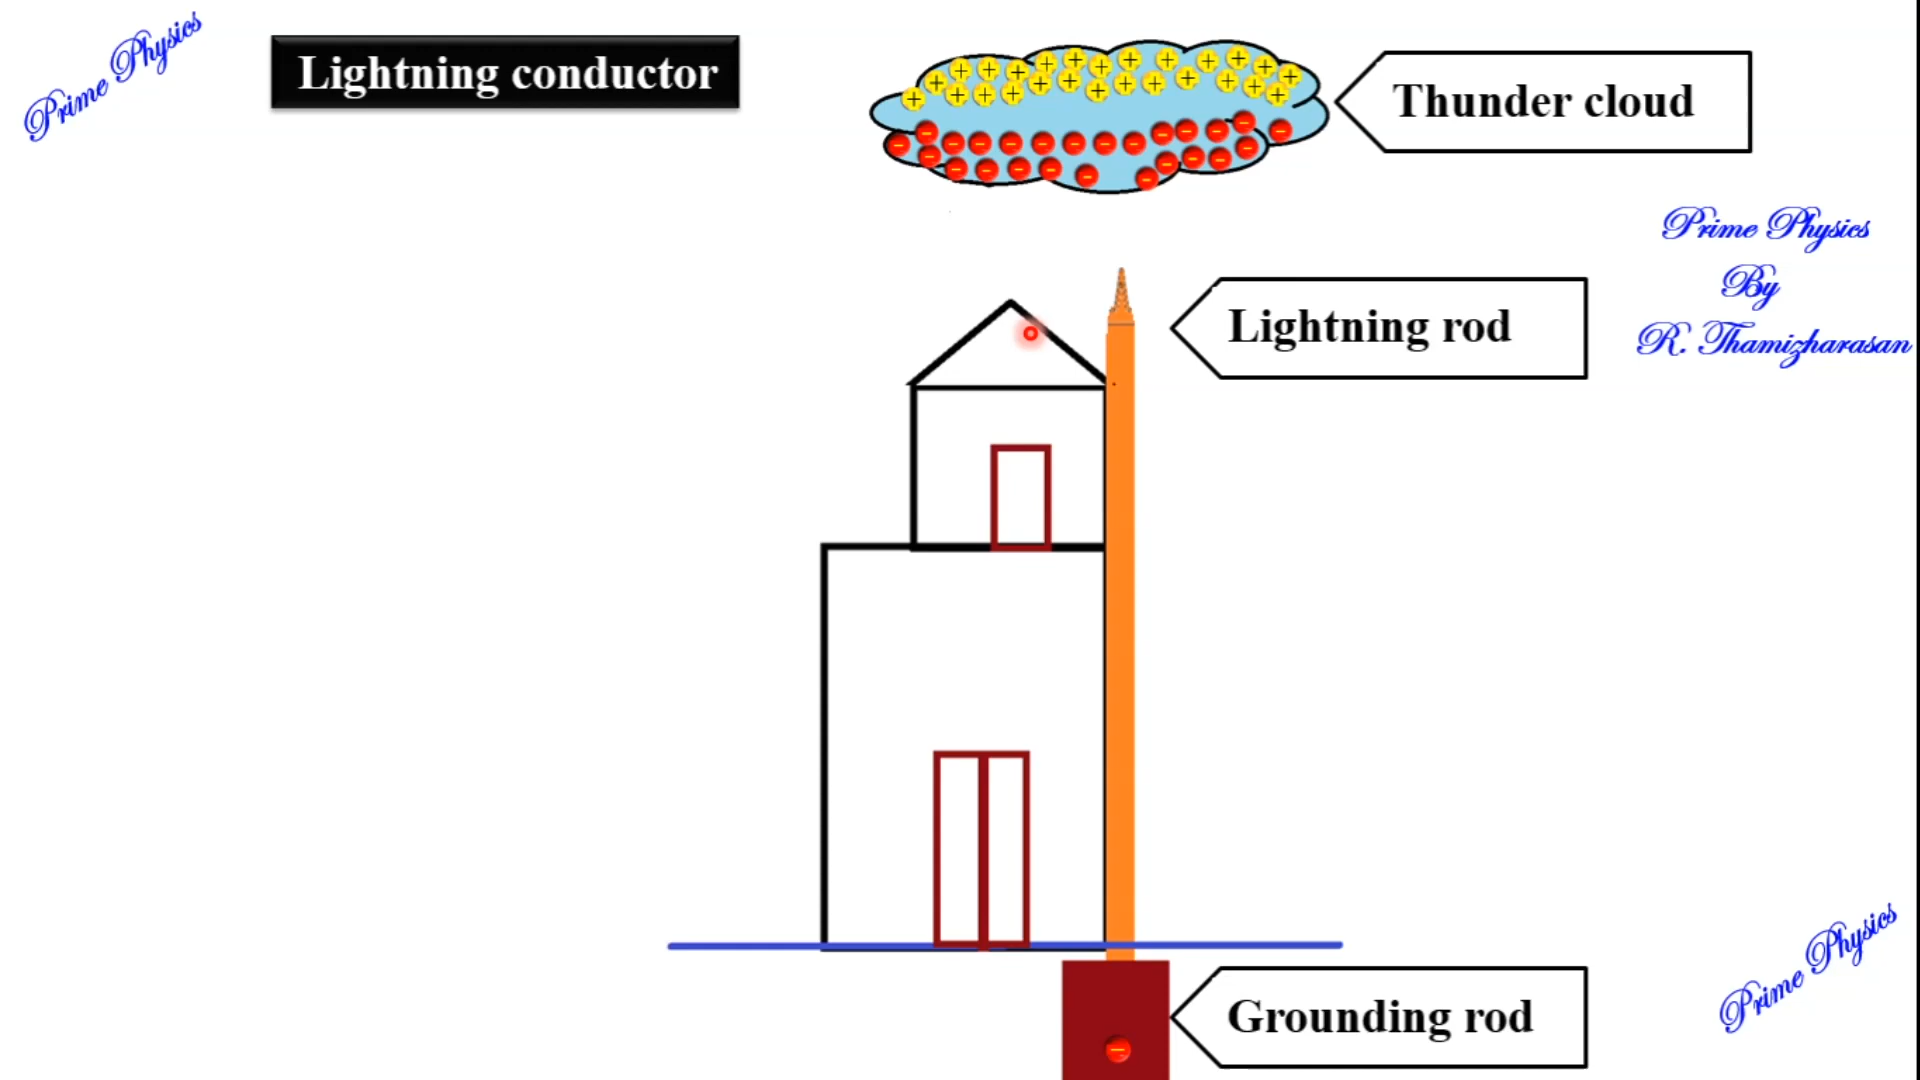 Prime Physics
Lightning conductor
Thunder cloud
Prime Physics
By
R. Thamizharasan
Lightning rod
Prime Physics
Grounding rod